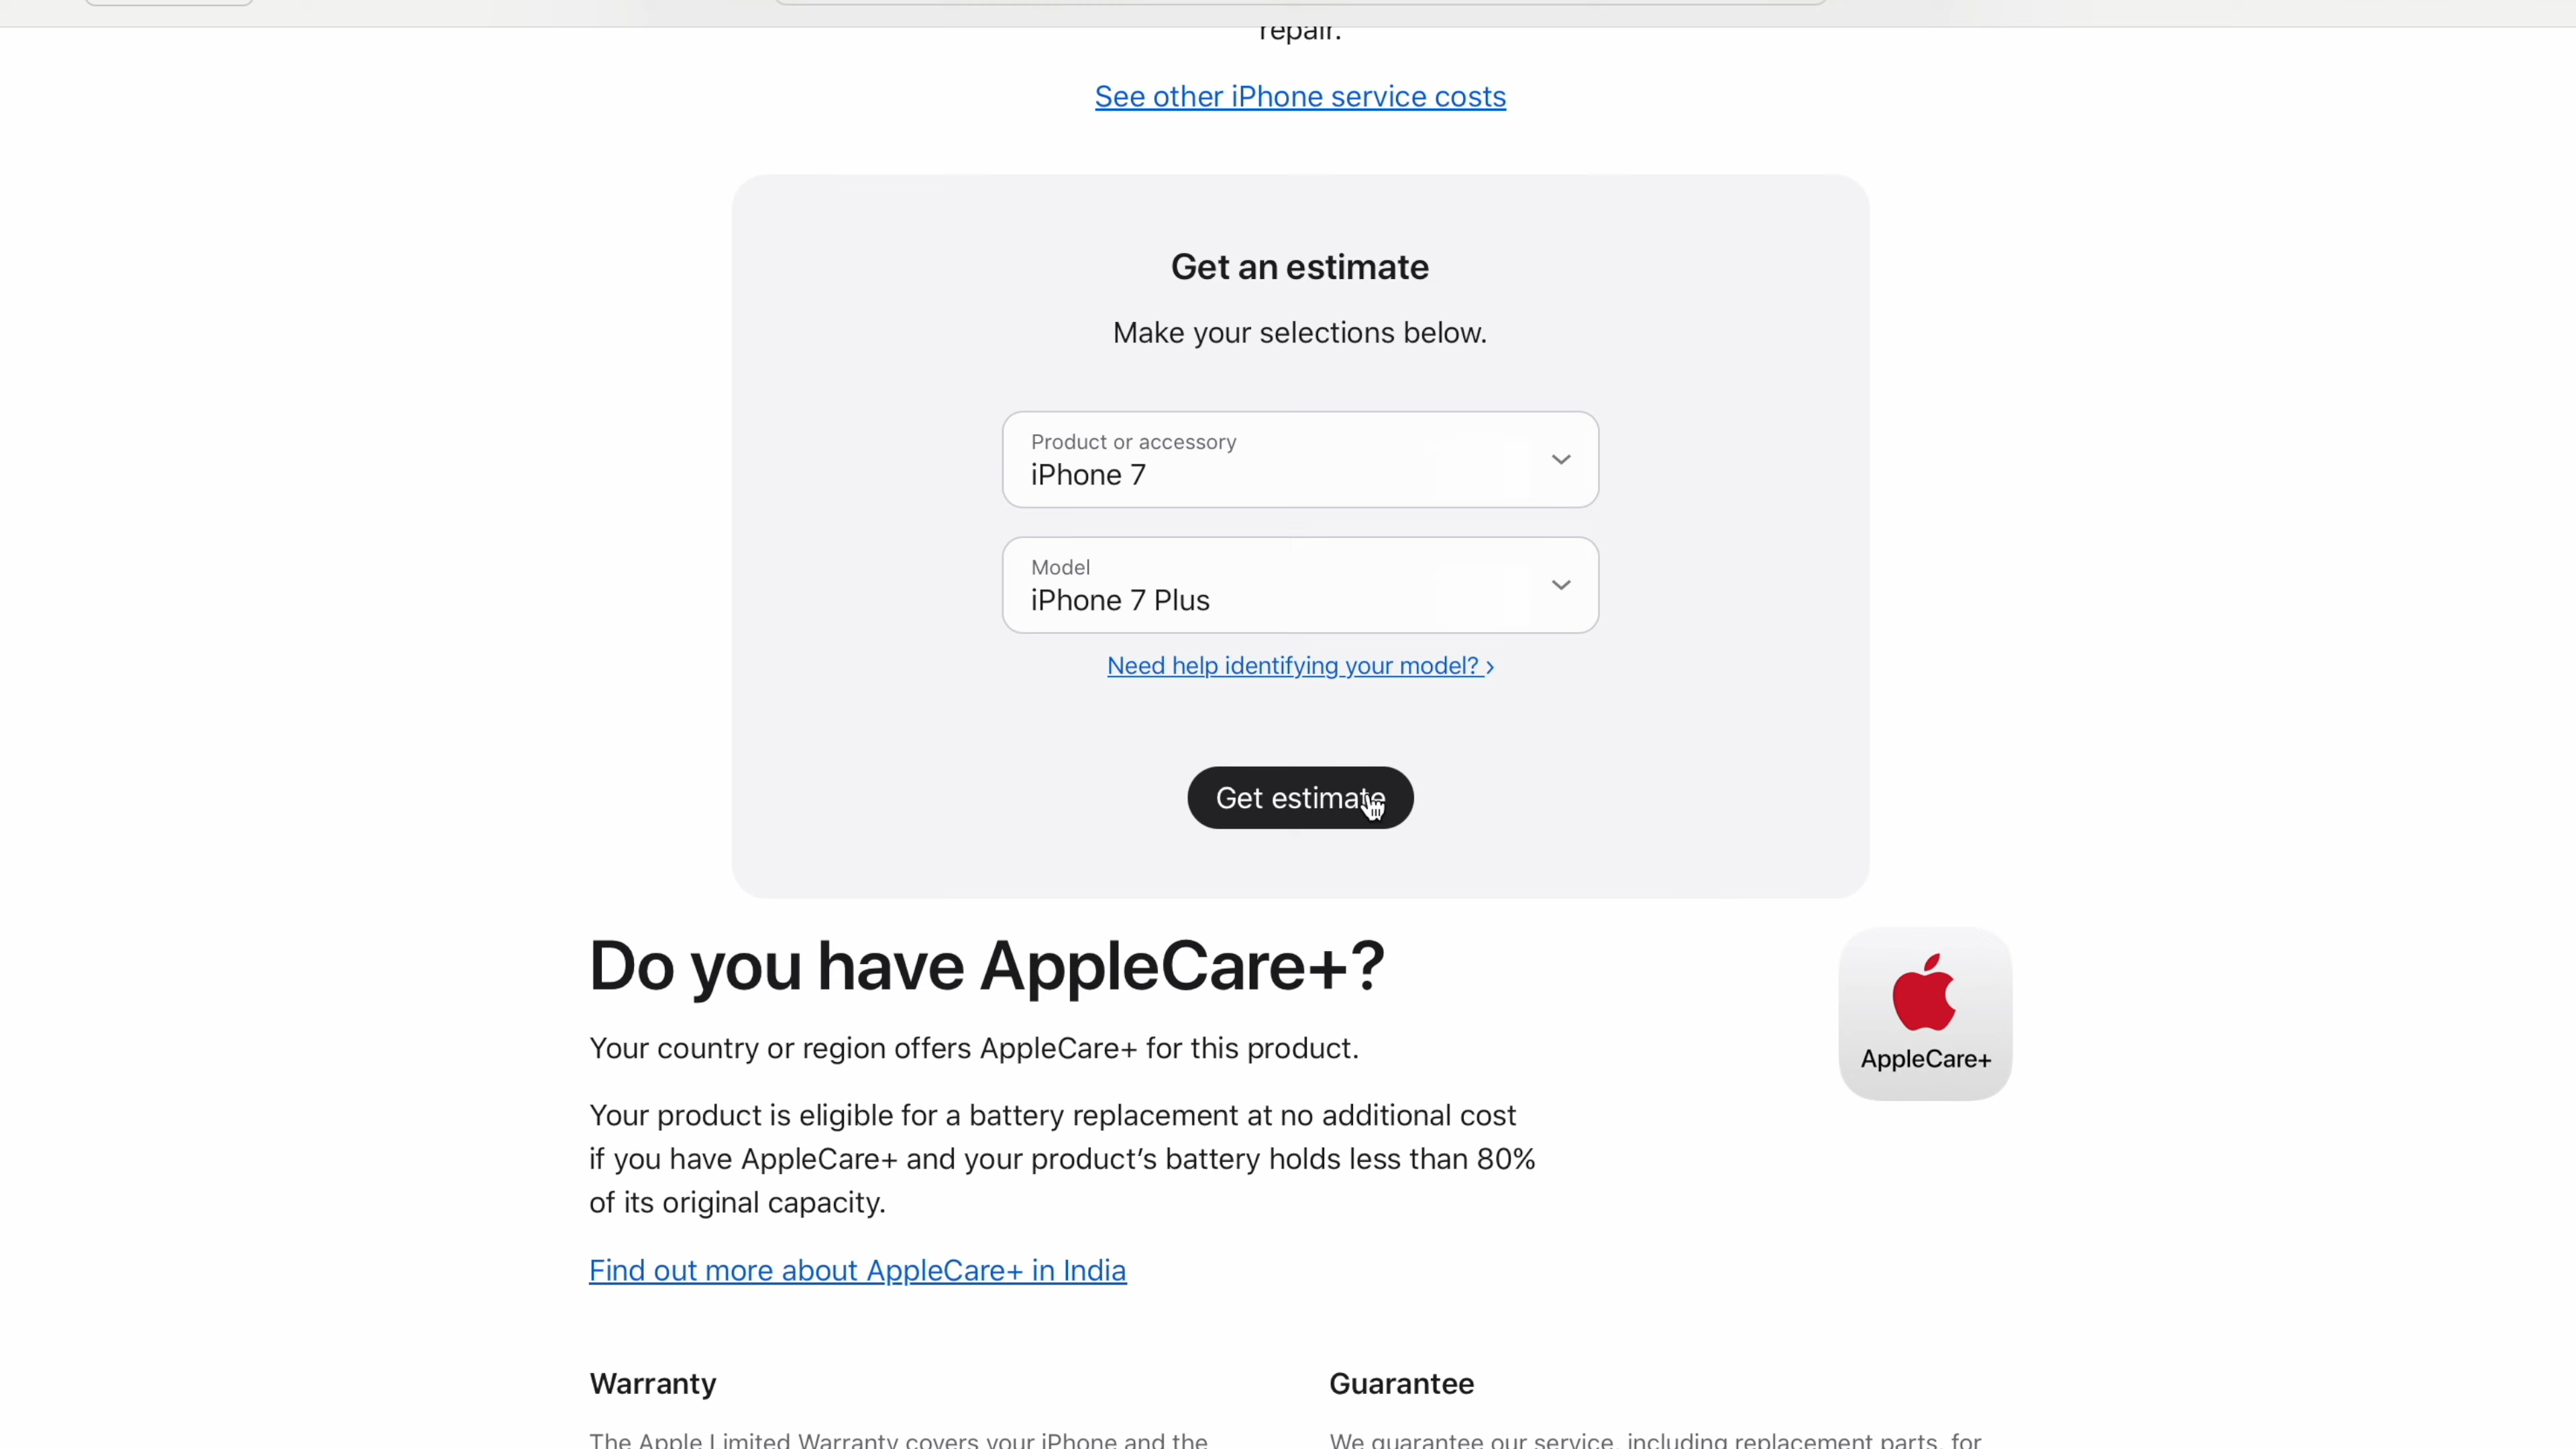 repair.
See other iPhone service costs
Get an estimate
Make your selections below.
Product or accessory
iPhone 7
Model
iPhone 7 Plus
Need help identifying your model? ›
Get estimate
Do you have AppleCare+?
AppleCare+
Your country or region offers AppleCare+ for this product.
Your product is eligible for a battery replacement at no additional cost
if you have AppleCare+ and your product's battery holds less than 80%
of its original capacity.
Find out more about AppleCare+ in India
Warranty
The Apple Limited Warranty covers your iPhone and the
Guarantee
We guarantee our service, including replacement parts, for